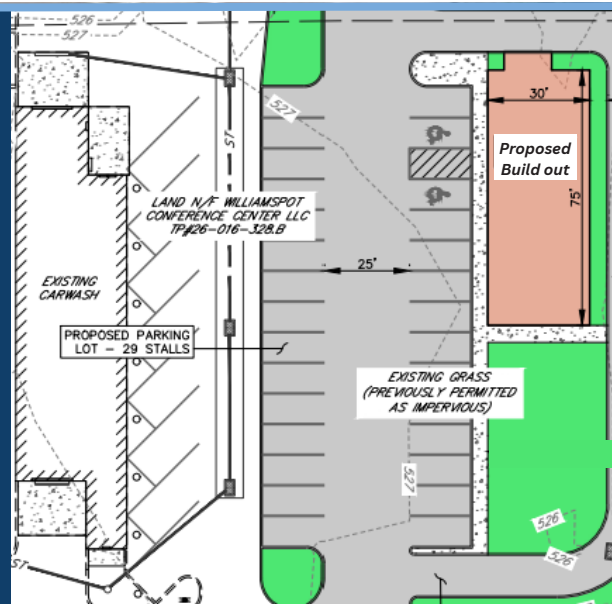 526
527
527
ST
30'
Proposed
Build out
75'
LAND N/F WILLIAMSPOT
CONFERENCE CENTER LLC
TP#26-016-328.B
25'
EXISTING
CARWASH
PROPOSED PARKING
LOT - 29 STALLS
EXISTING GRASS
(PREVIOUSLY PERMITTED
AS IMPERVIOUS)
527
526
526
ST